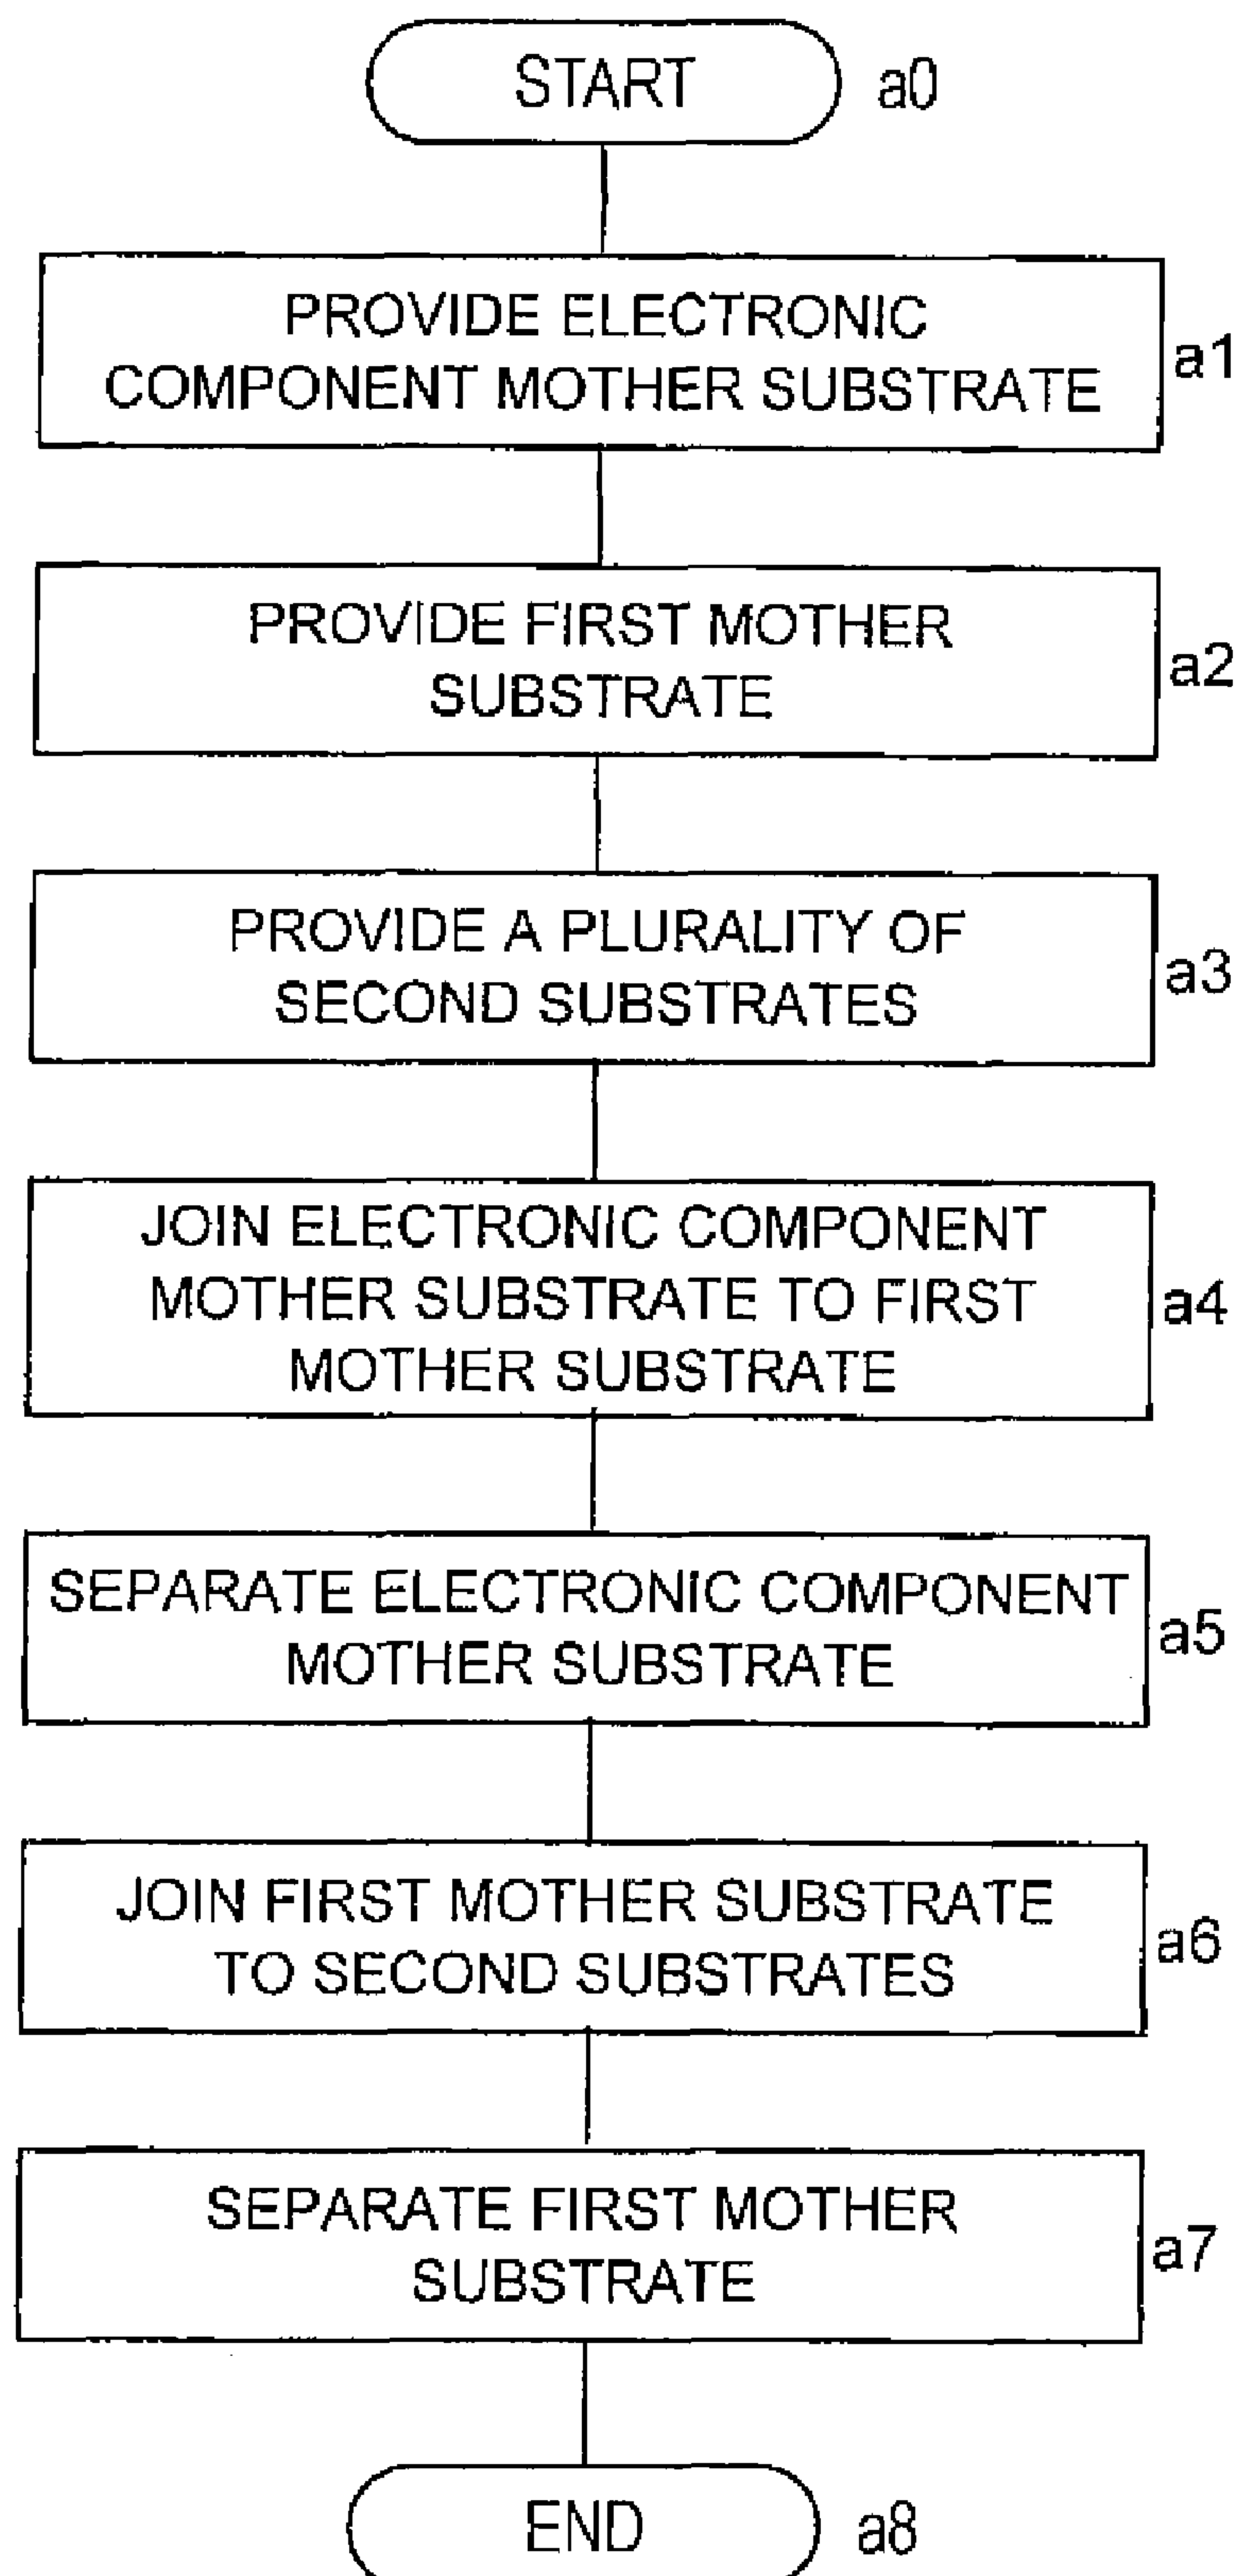 START a0
PROVIDE ELECTRONIC
COMPONENT MOTHER SUBSTRATE
a1
PROVIDE FIRST MOTHER
SUBSTRATE
a2
PROVIDE A PLURALITY OF
SECOND SUBSTRATES
a3
JOIN ELECTRONIC COMPONENT
MOTHER SUBSTRATE TO FIRST
MOTHER SUBSTRATE
a4
SEPARATE ELECTRONIC COMPONENT
MOTHER SUBSTRATE
a5
JOIN FIRST MOTHER SUBSTRATE
TO SECOND SUBSTRATES
a6
SEPARATE FIRST MOTHER
SUBSTRATE
a7
END a8